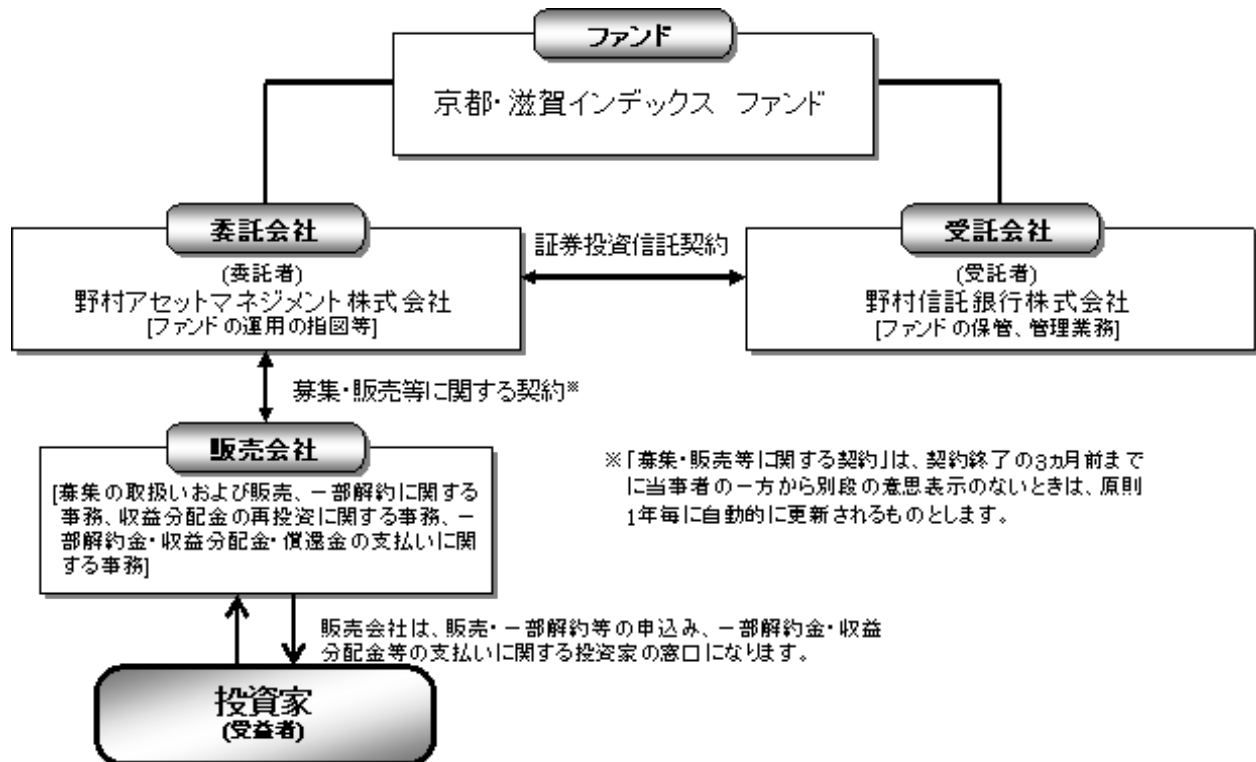 ファンド
京都・滋賀インデックス　ファンド
委託会社
(委託者)
野村アセットマネジメント株式会社
[ファンドの運用の指図等]
証券投資信託契約
受託会社
(受託者)
野村信託銀行株式会社
[ファンドの保管、管理業務]
募集・販売等に関する契約※
販売会社
[募集の取扱いおよび販売、一部解約に関する
事務、収益分配金の再投資に関する事務、一
部解約金・収益分配金・償還金の支払いに関
する事務]
※「募集・販売等に関する契約」は、契約終了の3ヵ月前まで
に当事者の一方から別段の意思表示のないときは、原則
1年毎に自動的に更新されるものとします。
販売会社は、販売・一部解約等の申込み、一部解約金・収益
分配金等の支払いに関する投資家の窓口になります。
投資家
(受益者)